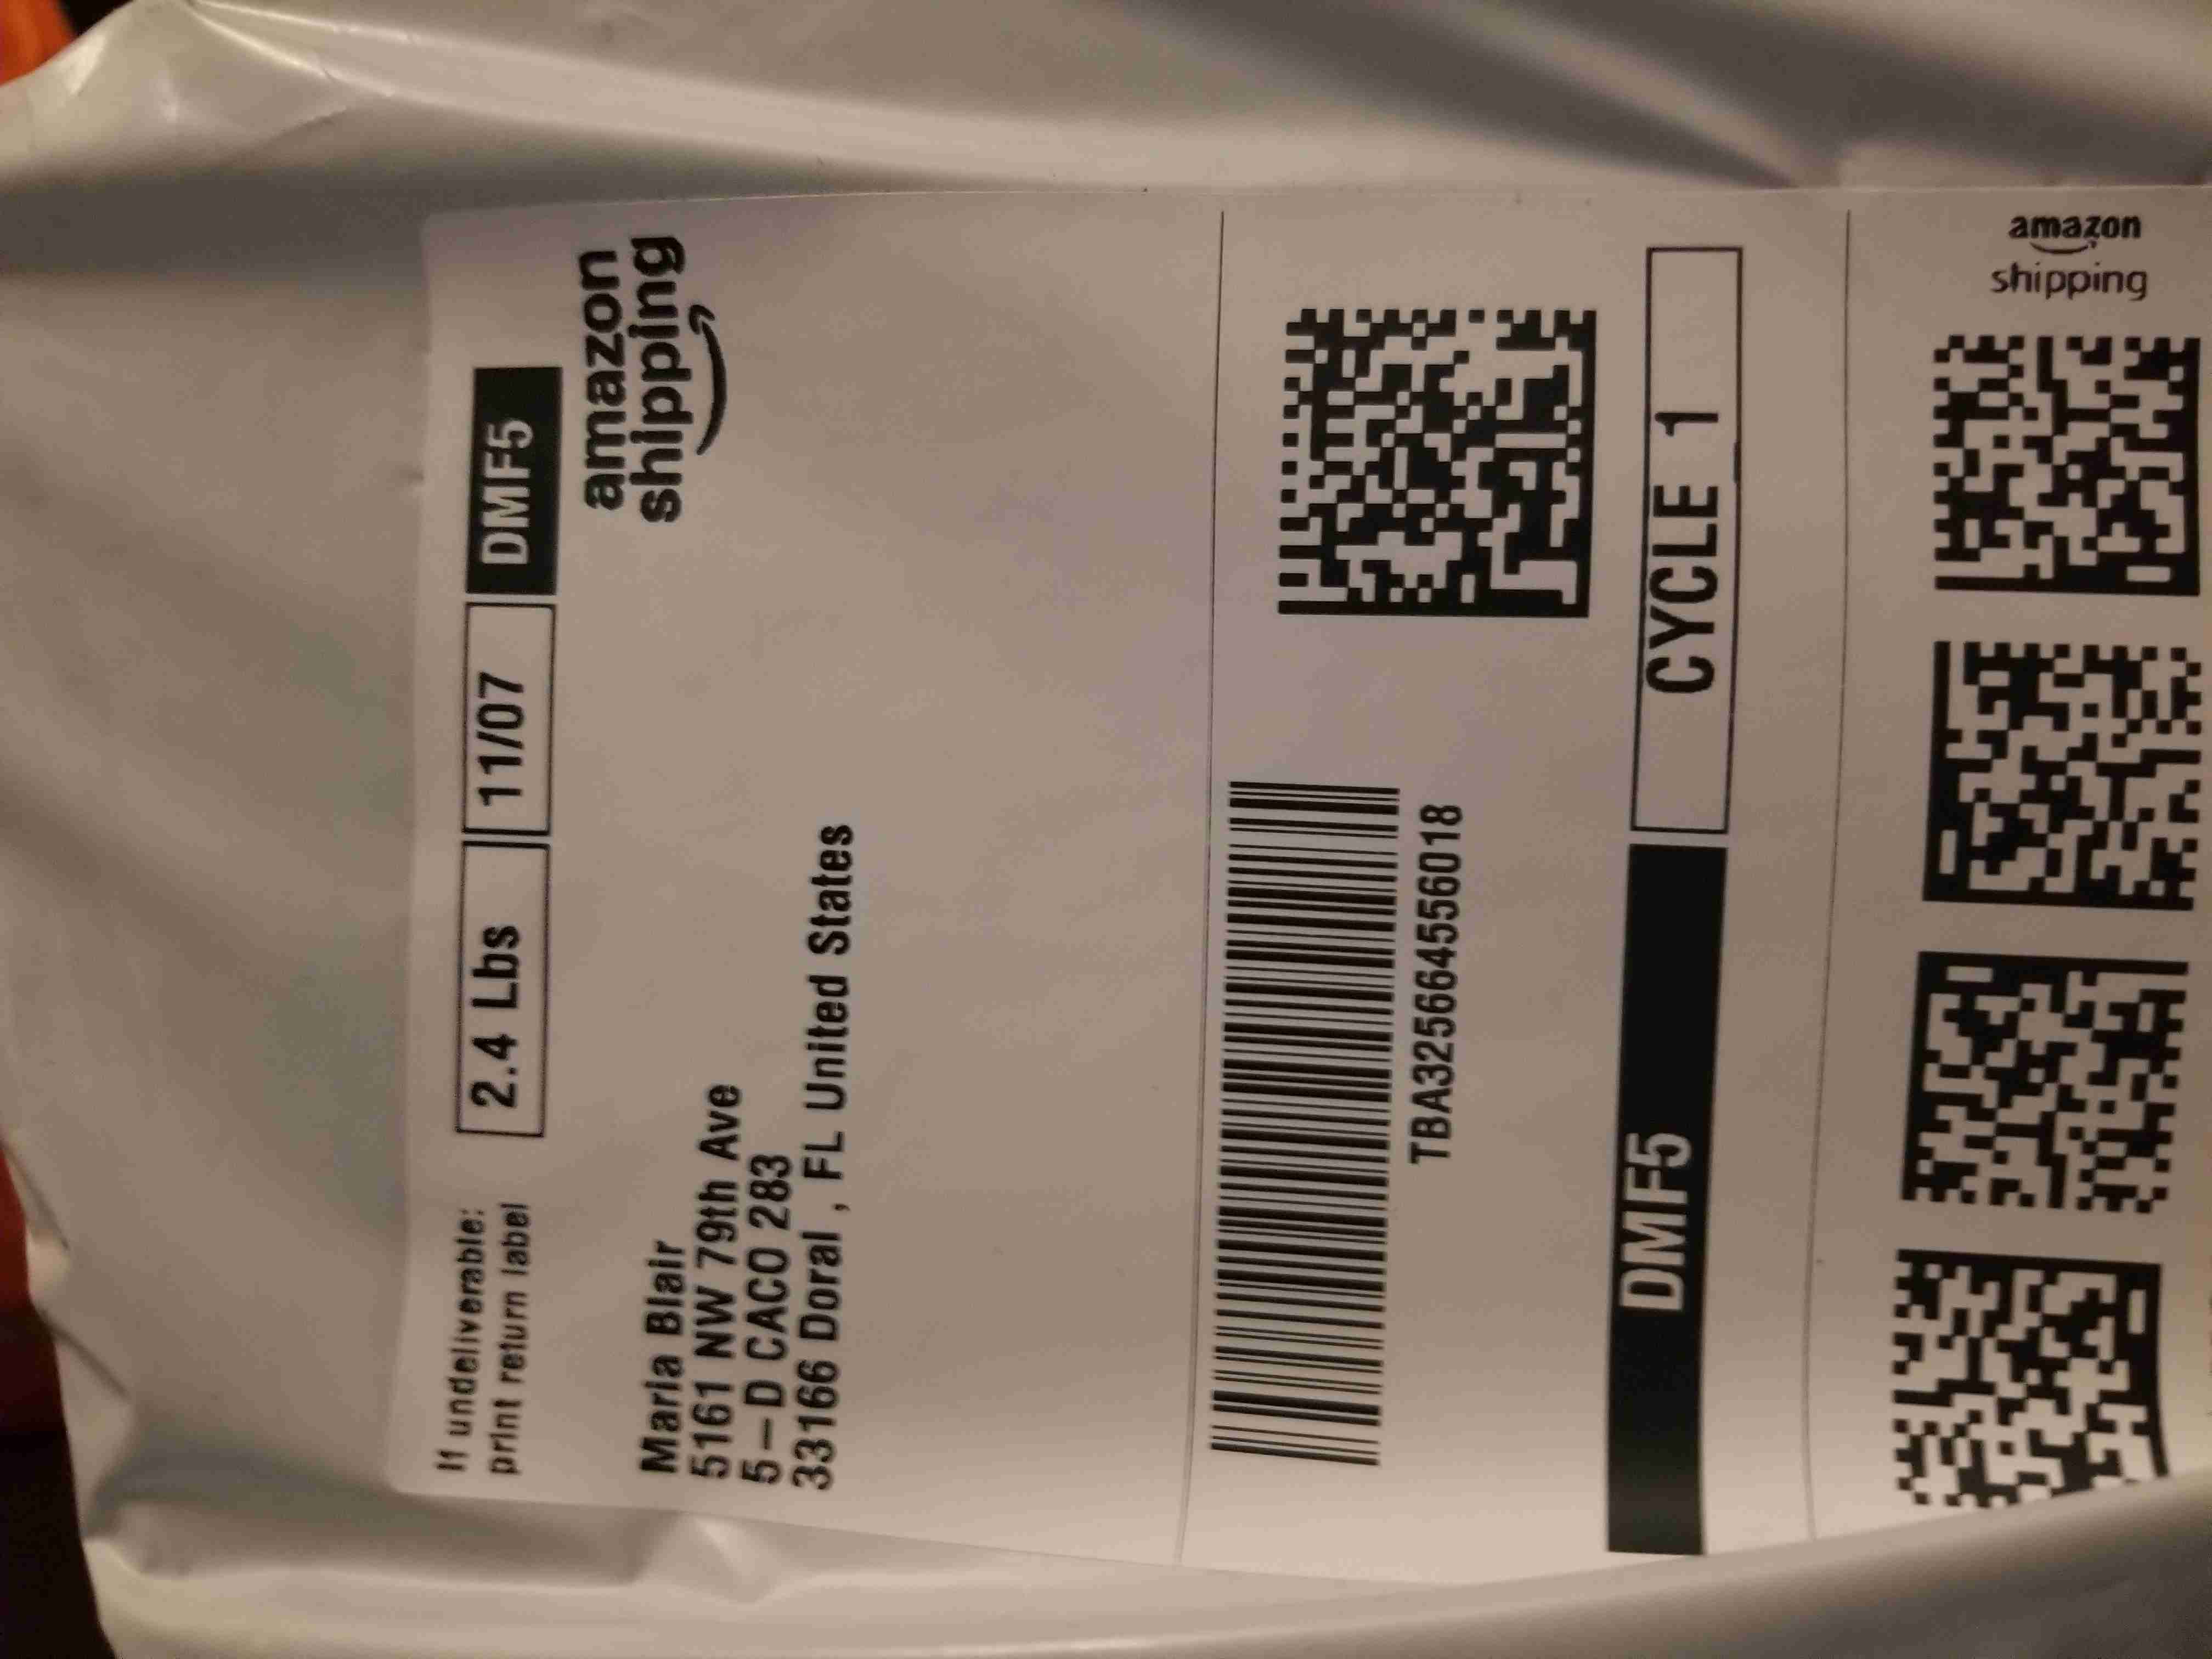 If undeliverable:
print return label
2.4 Lbs
11/07
DMF5
amazon
shipping
Maria Blair
5161 NW 79th Ave
5-D CACO 283
33166 Doral , FL United States
TBA325664556018
DMF5
CYCLE 1
amazon
shipping